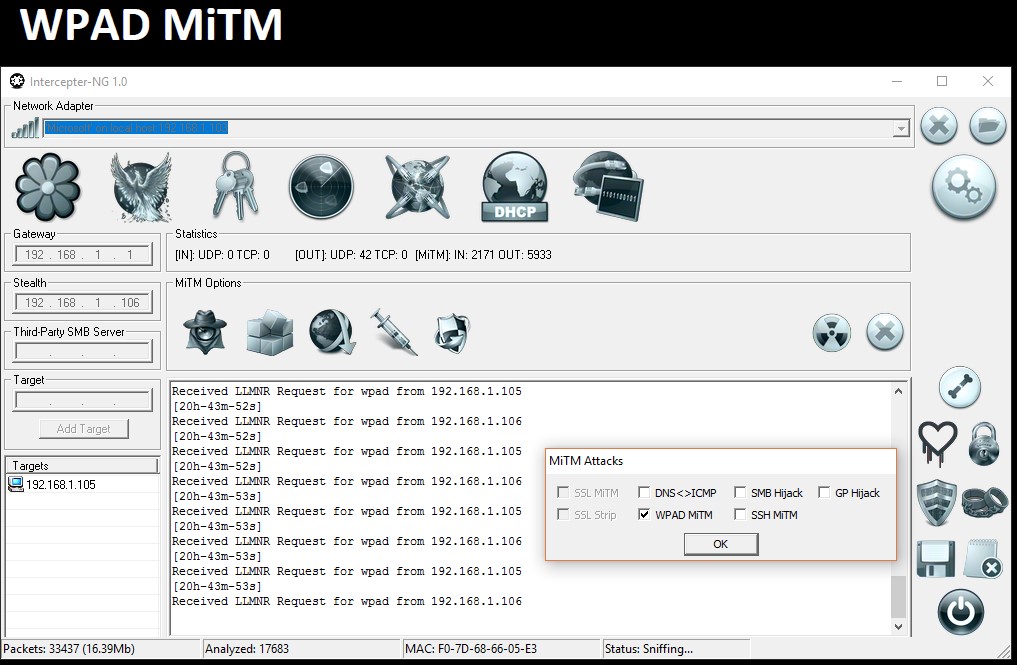 WPAD MiTM
Intercepter-NG 1.0
Network Adapter
'Microsoft' on local host: 192.168.1.10
DHCP
Gateway
192 . 168 . 1 . 1
Statistics
[IN]: UDP: 0 TCP: 0 [OUT]: UDP: 42 TCP: 0 [MiTM]: IN: 2171 OUT: 5933
Stealth
192 . 168 . 1 . 106
MiTM Options
Third-Party SMB Server
Target
Add Target
Targets
192.168.1.105
Received LLMNR Request for wpad from 192.168.1.105
[20h-43m-52s]
Received LLMNR Request for wpad from 192.168.1.106
[20h-43m-52s]
Received LLMNR Request for wpad from 192.168.1.105
[20h-43m-52s]
Received LLMNR Request for wpad from 192.168.1.106
[20h-43m-53s]
Received LLMNR Request for wpad from 192.168.1.105
[20h-43m-53s]
Received LLMNR Request for wpad from 192.168.1.106
[20h-43m-53s]
Received LLMNR Request for wpad from 192.168.1.105
[20h-43m-53s]
Received LLMNR Request for wpad from 192.168.1.106
MiTM Attacks
SSL MiTM DNS<>ICMP SMB Hijack GP Hijack
SSL Strip WPAD MiTM SSH MiTM
OK
Packets: 33437 (16.39Mb) Analyzed: 17683 MAC: F0-7D-68-66-05-E3 Status: Sniffing...